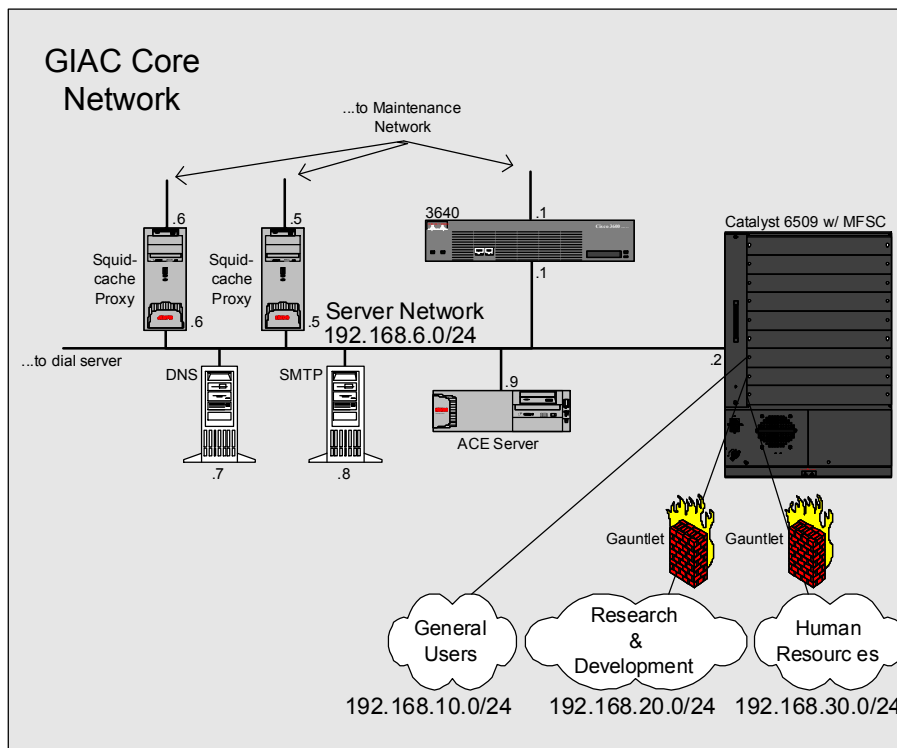 GIAC Core
Network
...to Maintenance
Network
.6
.5
3640
.1
Cisco 3600
Catalyst 6509 w/ MFSC
Squid-
cache
Proxy
Squid-
cache
Proxy
.6
.5
.1
Server Network
192.168.6.0/24
.2
...to dial server
DNS
SMTP
.9
ACE Server
.7
.8
Gauntlet
Gauntlet
General
Users
Research
&
Development
Human
Resourc es
192.168.10.0/24
192.168.20.0/24
192.168.30.0/24